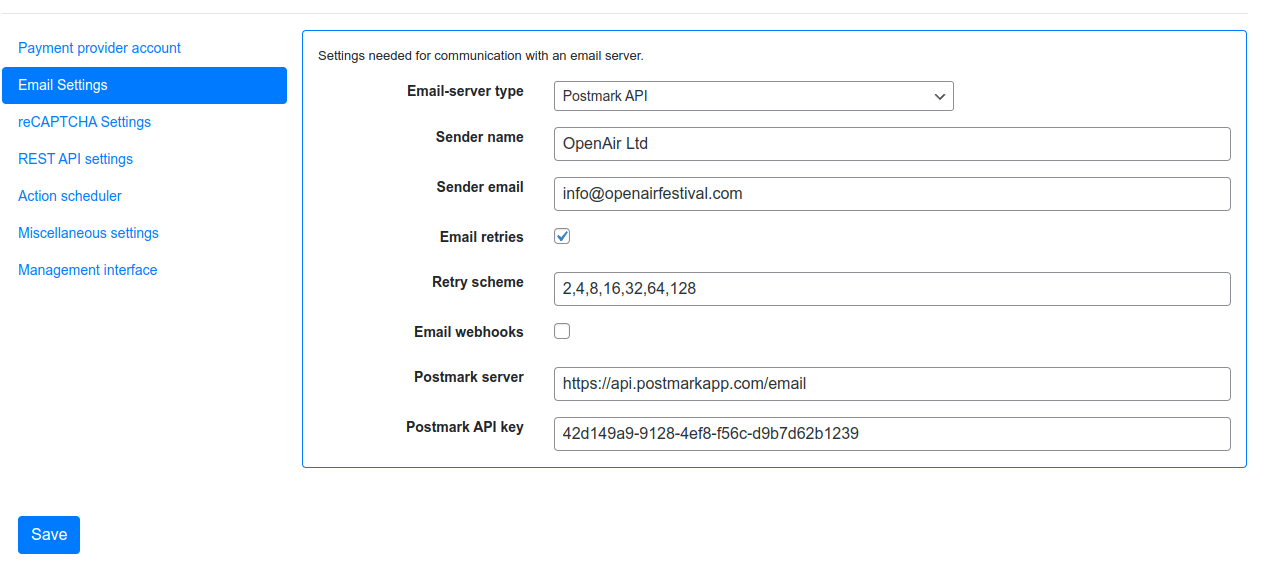 Payment provider account
Email Settings
reCAPTCHA Settings
REST API settings
Action scheduler
Miscellaneous settings
Management interface
Settings needed for communication with an email server.
Email-server type Postmark API
Sender name OpenAir Ltd
Sender email info@openairfestival.com
Email retries
Retry scheme 2,4,8,16,32,64,128
Email webhooks
Postmark server https://api.postmarkapp.com/email
Postmark API key 42d149a9-9128-4ef8-f56c-d9b7d62b1239
Save